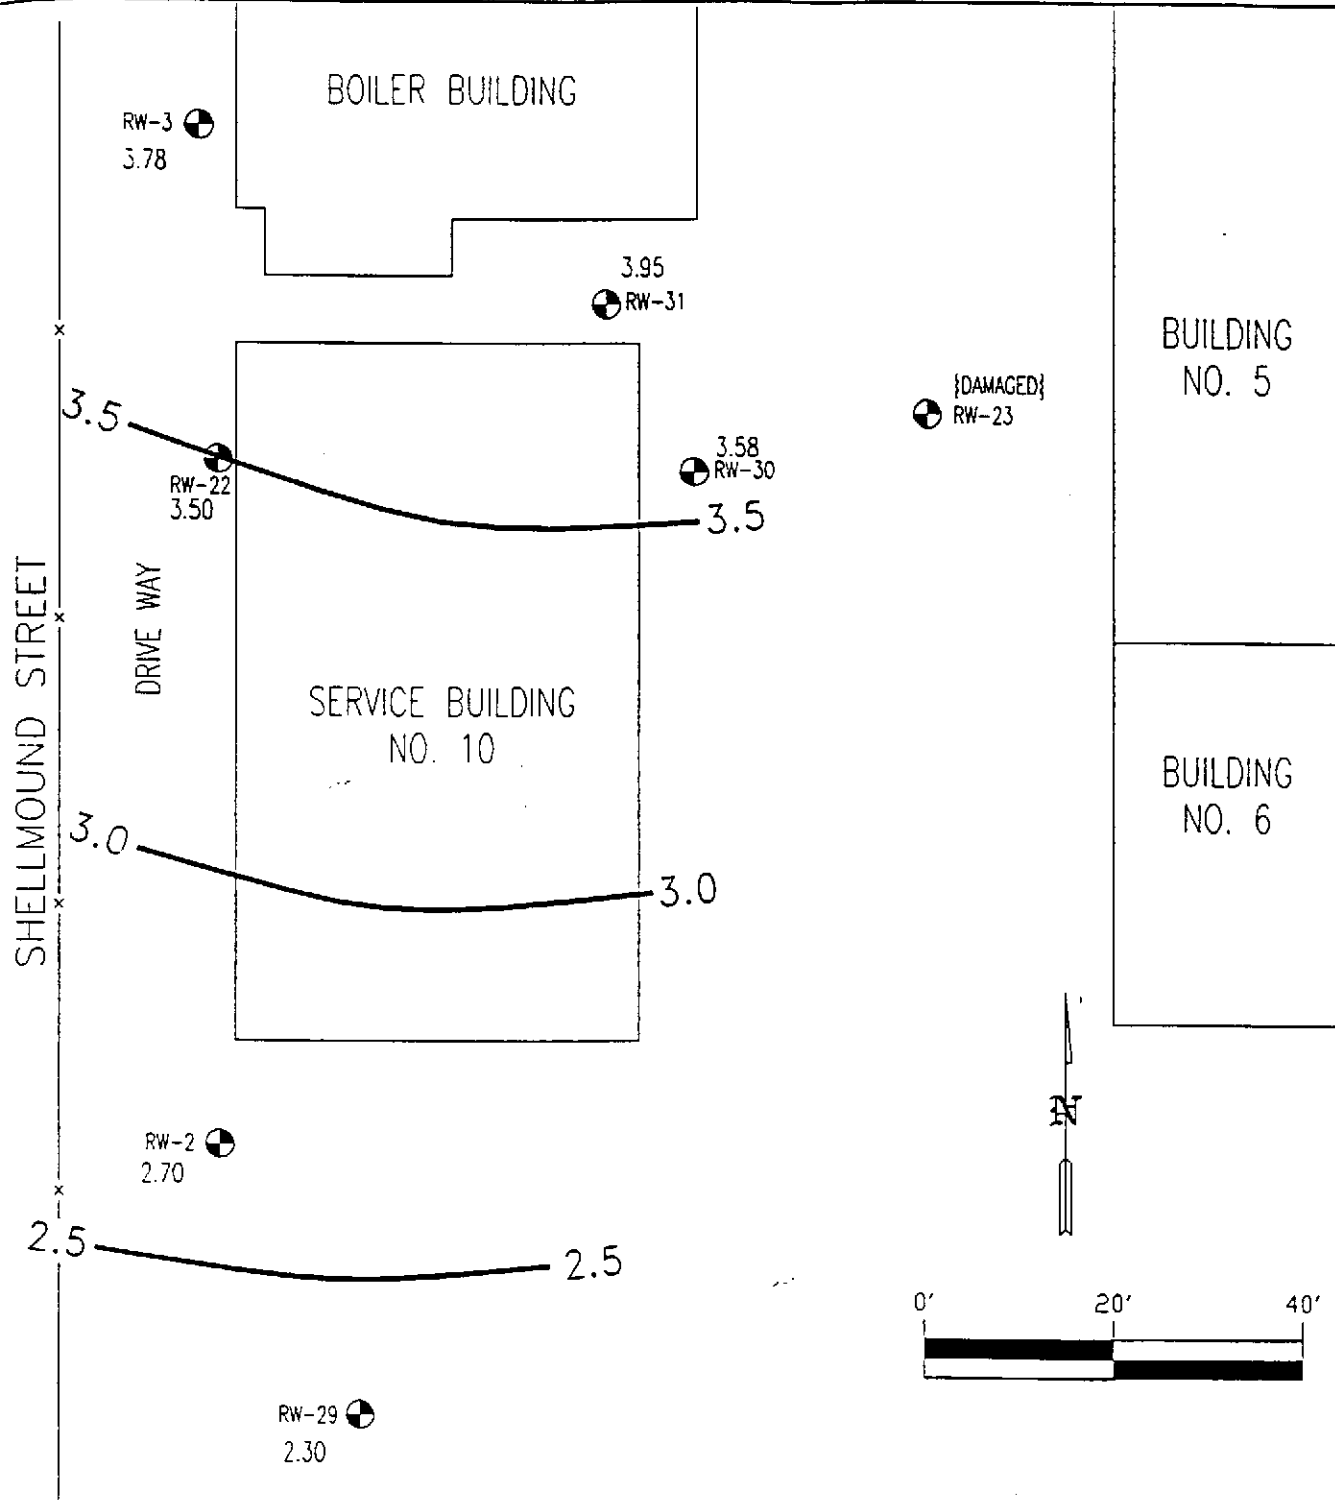 BOILER BUILDING
RW-3
3.78
3.95
RW-31
BUILDING
NO. 5
{DAMAGED}
RW-23
3.5
3.58
RW-30
RW-22
3.50
3.5
SHELLMOUND STREET
DRIVE WAY
SERVICE BUILDING
NO. 10
BUILDING
NO. 6
3.0
3.0
N
RW-2
2.70
2.5
2.5
0' 20' 40'
RW-29
2.30